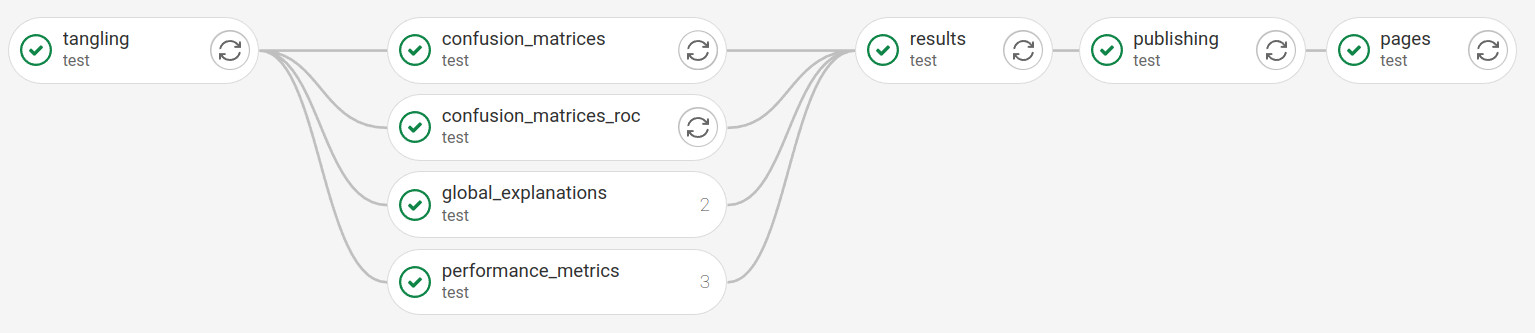 tangling
test
confusion_matrices
test
confusion_matrices_roc
test
global_explanations
test
2
performance_metrics
test
3
results
test
publishing
test
pages
test